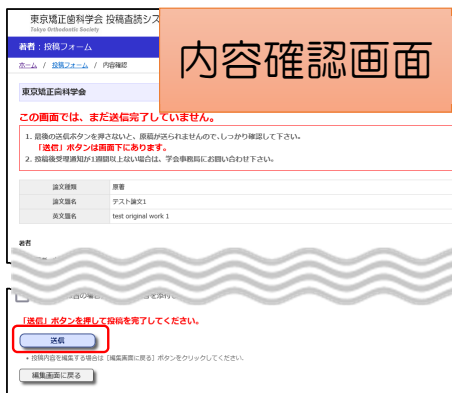 東京矯正歯科学会 投稿査読シス
Tokyo Orthodontic Society
内容確認画面
著者：投稿フォーム
ホーム / 投稿フォーム / 内容確認
東京矯正歯科学会
この画面では、まだ送信完了していません。
1. 最後の送信ボタンを押さないと、原稿が送られませんので、しっかり確認して下さい。
「送信」ボタンは画面下にあります。
2. 投稿後受理通知が1週間以上ない場合は、学会事務局にお問い合わせ下さい。
論文種類 原著
論文題名 テスト論文1
英文題名 test original work 1
著者
「送信」ボタンを押して投稿を完了してください。
送信
• 投稿内容を編集する場合は［編集画面に戻る］ボタンをクリックしてください。
編集画面に戻る